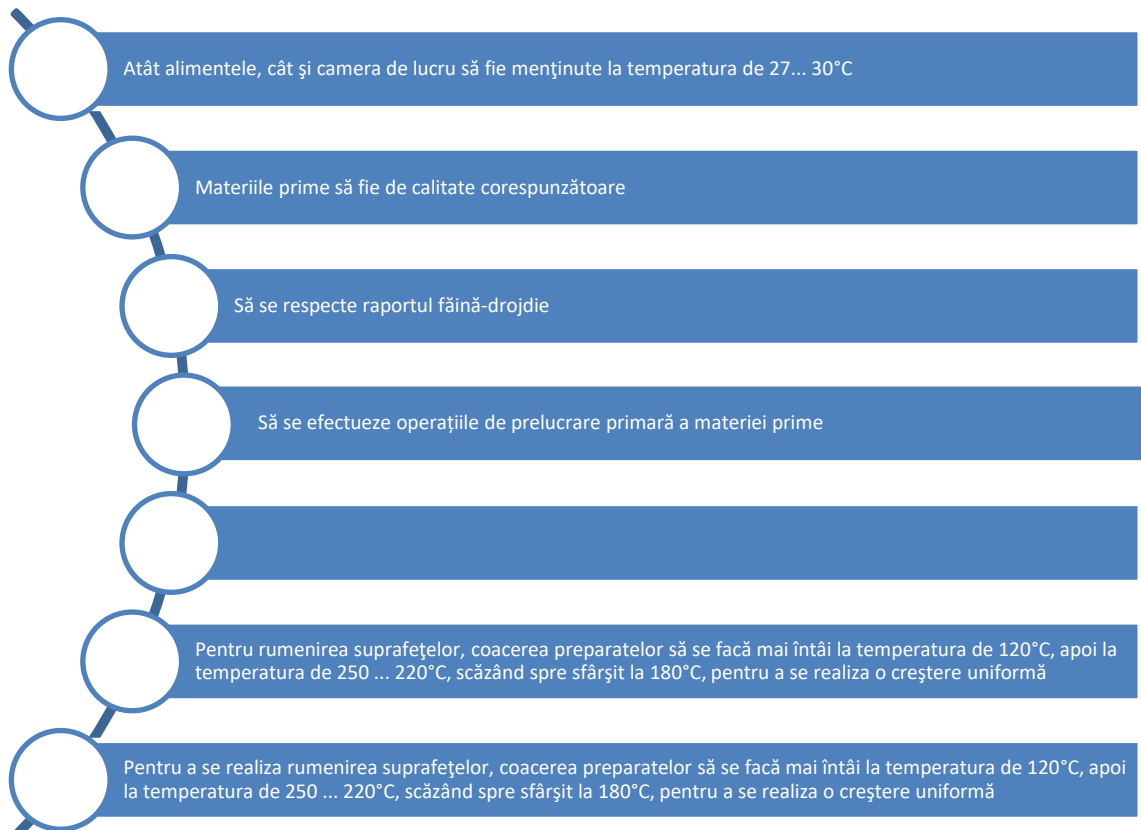 Atât alimentele, cât şi camera de lucru să fie menţinute la temperatura de 27... 30°C
Materiile prime să fie de calitate corespunzătoare
Să se respecte raportul făină-drojdie
Să se efectueze operațiile de prelucrare primară a materiei prime
Pentru rumenirea suprafeţelor, coacerea preparatelor să se facă mai întâi la temperatura de 120°C, apoi la
temperatura de 250 ... 220°C, scăzând spre sfârşit la 180°C, pentru a se realiza o creştere uniformă
Pentru a se realiza rumenirea suprafeţelor, coacerea preparatelor să se facă mai întâi la temperatura de 120°C, apoi
la temperatura de 250 ... 220°C, scăzând spre sfârşit la 180°C, pentru a se realiza o creştere uniformă